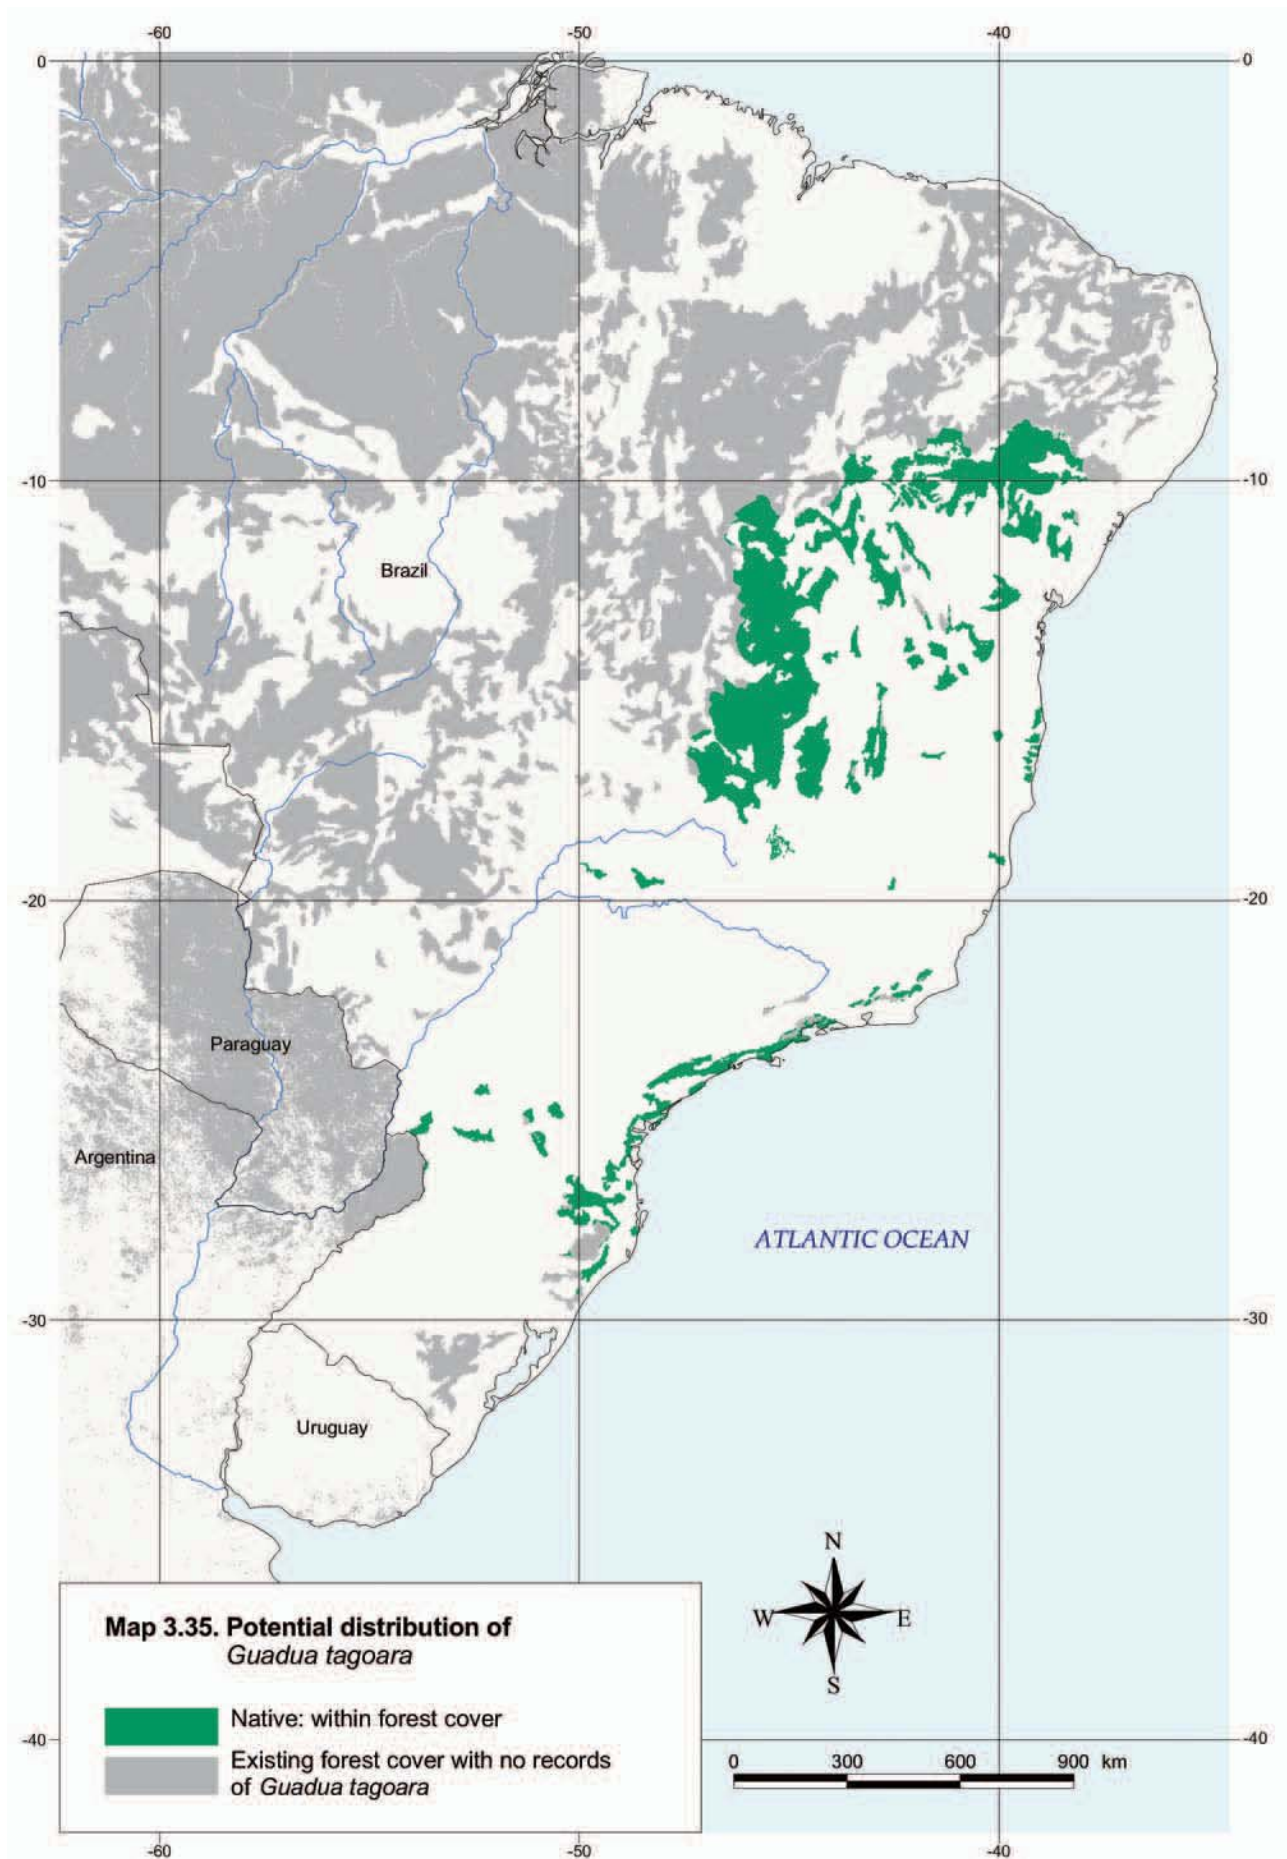 -60 -50 -40
0 0
-10 -10
Brazil
-20 -20
Paraguay
Argentina
ATLANTIC OCEAN
-30 -30
Uruguay
N
W E
S
Map 3.35. Potential distribution of
Guadua tagoara
Native: within forest cover
Existing forest cover with no records
of Guadua tagoara
-40 -40
0 300 600 900 km
-60 -50 -40